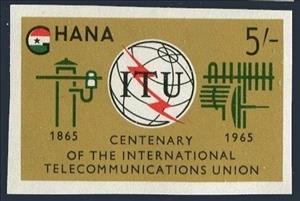 GHANA 5/-
ITU
1865 1965
CENTENARY
OF THE INTERNATIONAL
TELECOMMUNICATIONS UNION